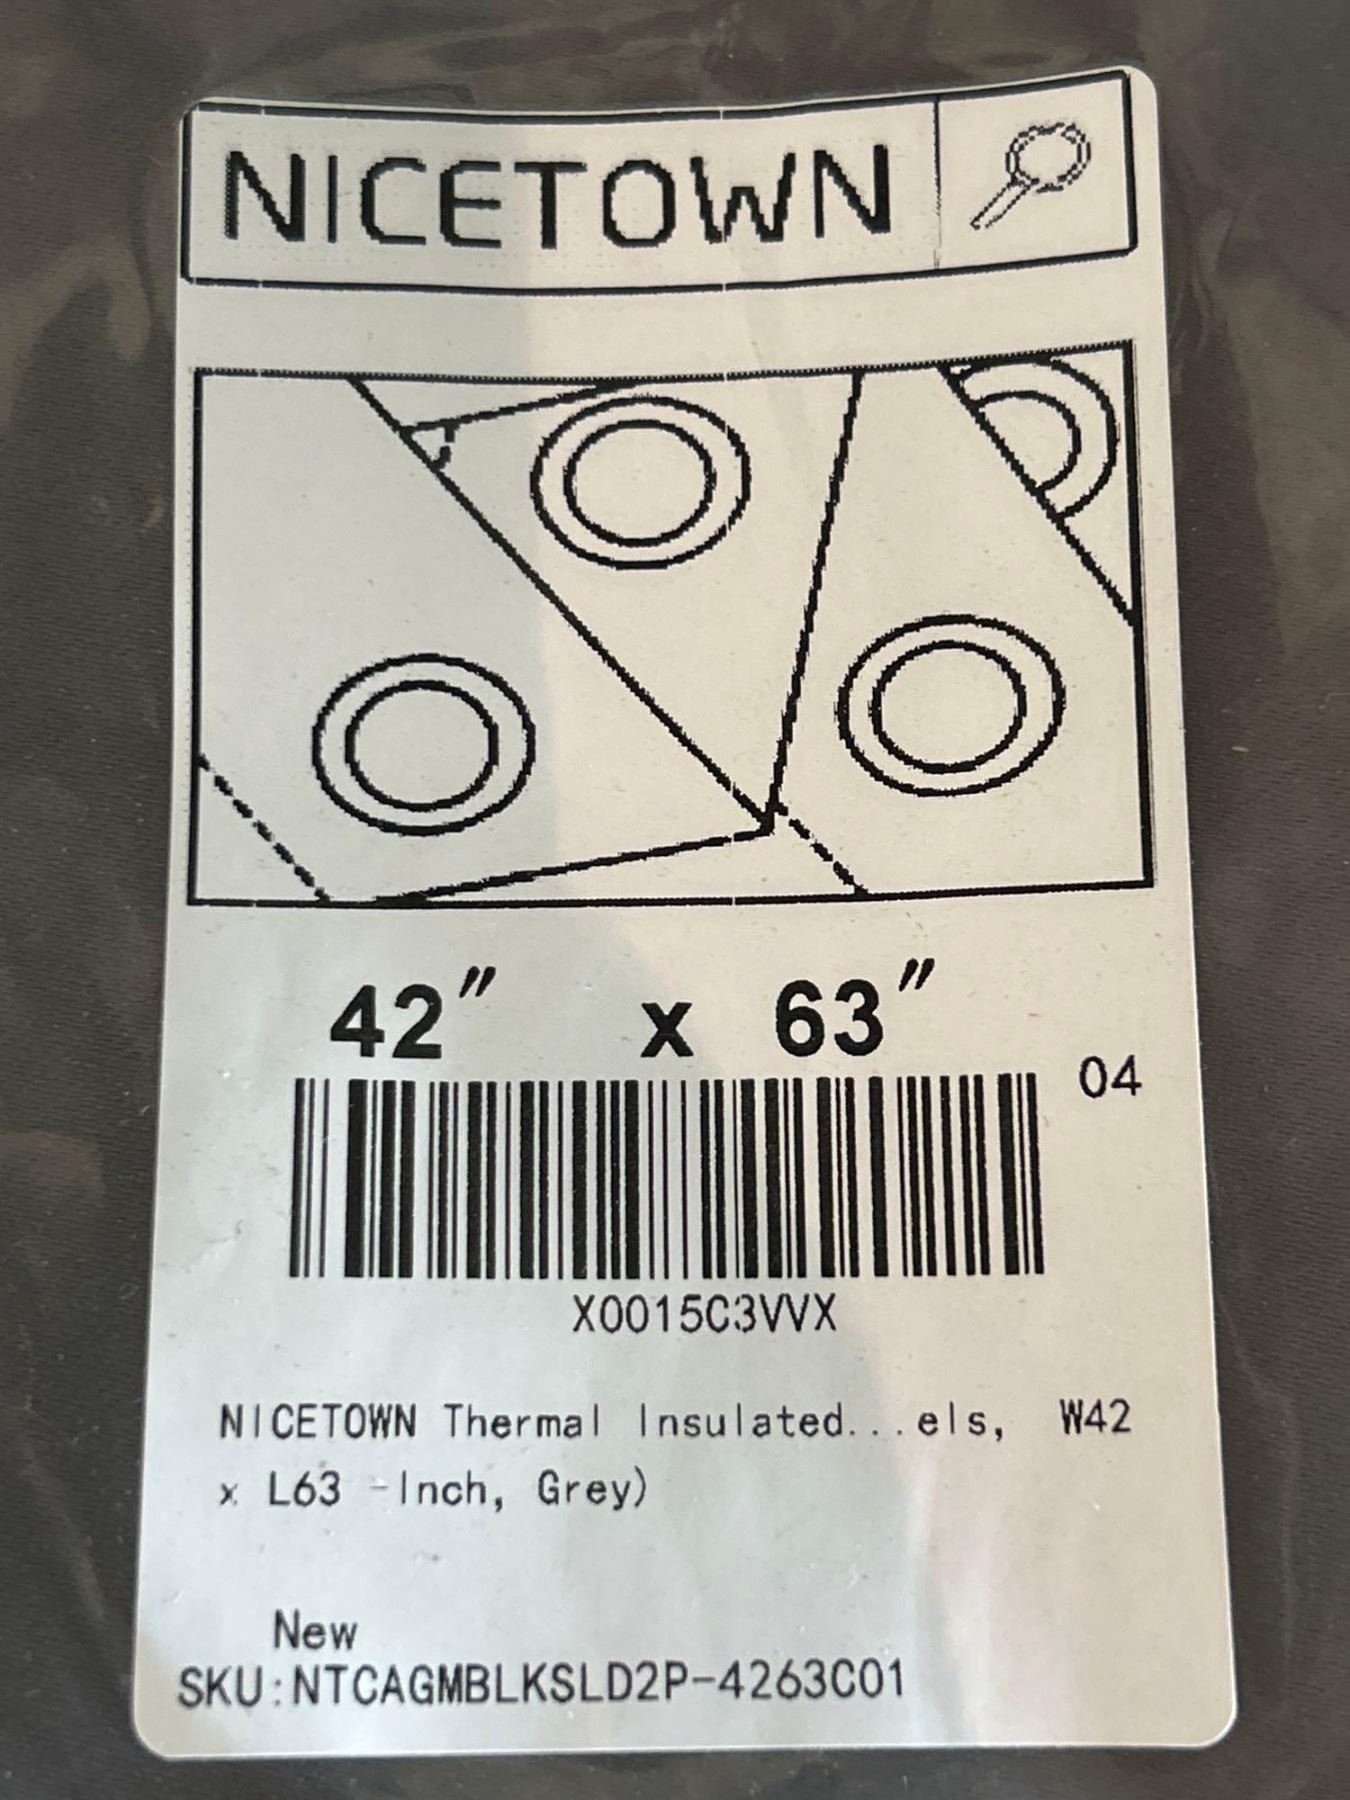 NICETOWN
42" x 63"
04
X0015C3VVX
NICETOWN Thermal Insulated...els, W42
x L63 -Inch, Grey)
New
SKU:NTCAGMBLKSLD2P-4263C01